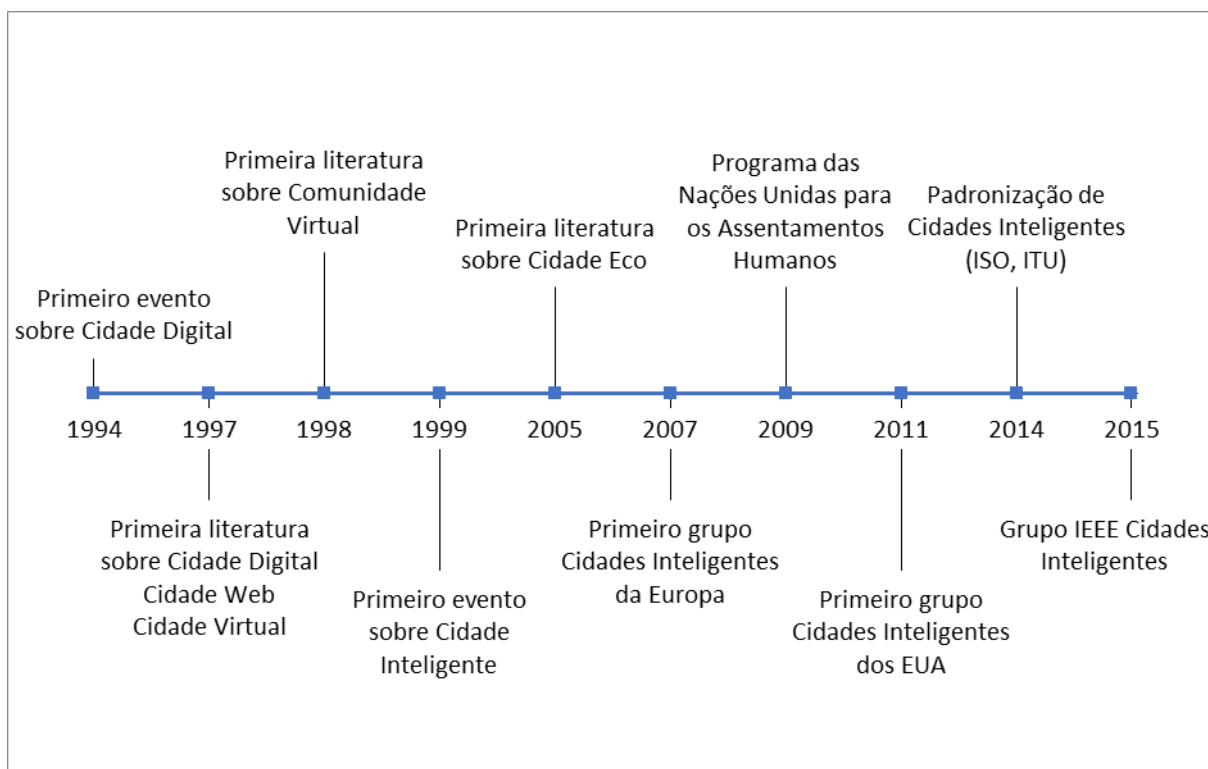 Primeira literatura
sobre Comunidade
Virtual
Programa das
Nações Unidas para
os Assentamentos
Humanos
Padronização de
Cidades Inteligentes
(ISO, ITU)
Primeira literatura
sobre Cidade Eco
Primeiro evento
sobre Cidade Digital
1994 1997 1998 1999 2005 2007 2009 2011 2014 2015
Primeira literatura
sobre Cidade Digital
Cidade Web
Cidade Virtual
Primeiro evento
sobre Cidade
Inteligente
Primeiro grupo
Cidades Inteligentes
da Europa
Primeiro grupo
Cidades Inteligentes
dos EUA
Grupo IEEE Cidades
Inteligentes